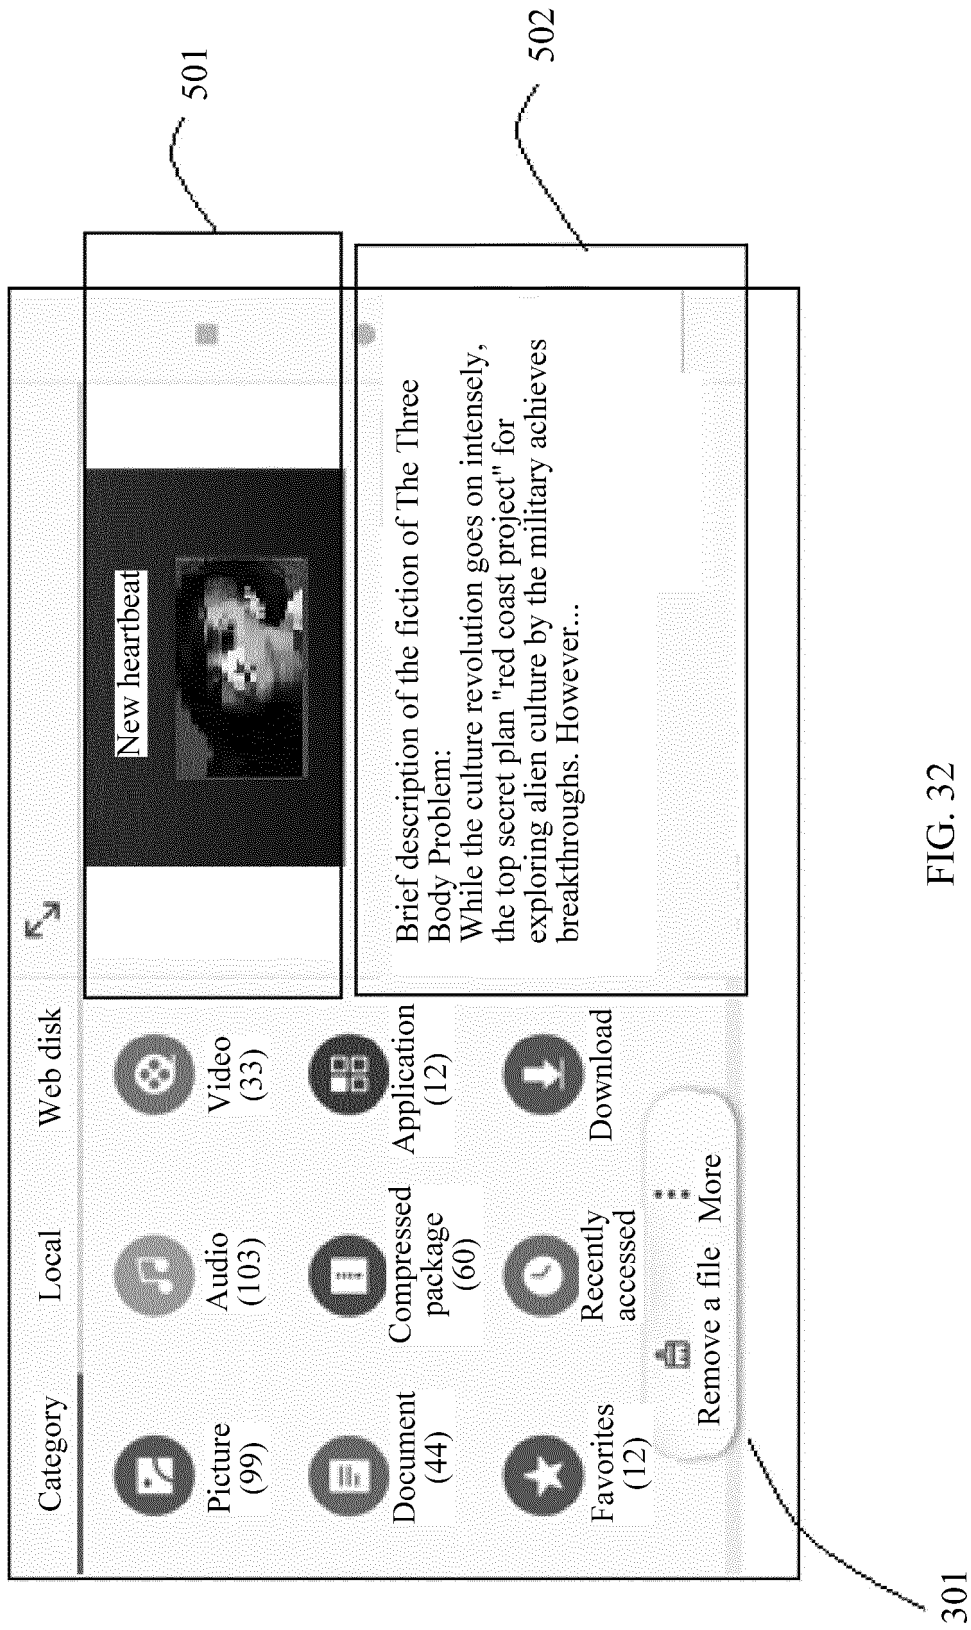 Category
Local
Web disk
Picture
(99)
Audio
(103)
Video
(33)
Document
(44)
Compressed
package
(60)
Application
(12)
Favorites
(12)
Recently
accessed
Download
Remove a file
More
New heartbeat
Brief description of the fiction of The Three
Body Problem:
While the culture revolution goes on intensely,
the top secret plan "red coast project" for
exploring alien culture by the military achieves
breakthroughs. However...
501
502
301
FIG. 32